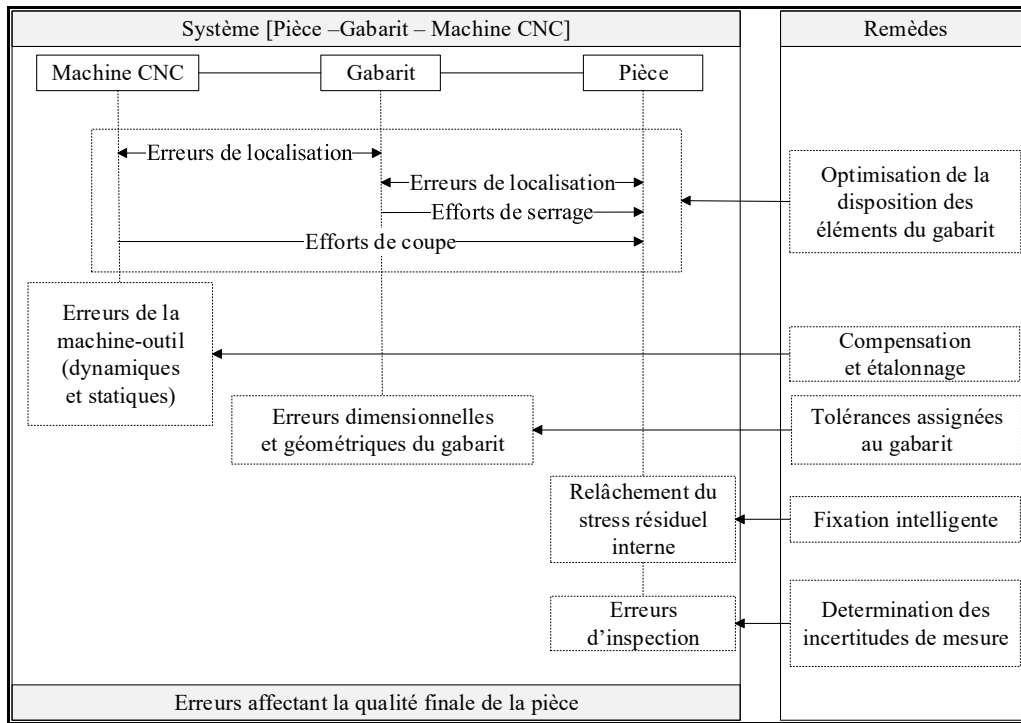 Système [Pièce –Gabarit – Machine CNC]
Remèdes
Machine CNC
Gabarit
Pièce
Erreurs de localisation
Erreurs de localisation
Efforts de serrage
Efforts de coupe
Optimisation de la
disposition des
éléments du gabarit
Erreurs de la
machine-outil
(dynamiques
et statiques)
Compensation
et étalonnage
Erreurs dimensionnelles
et géométriques du gabarit
Tolérances assignées
au gabarit
Relâchement du
stress résiduel
interne
Fixation intelligente
Erreurs
d’inspection
Determination des
incertitudes de mesure
Erreurs affectant la qualité finale de la pièce